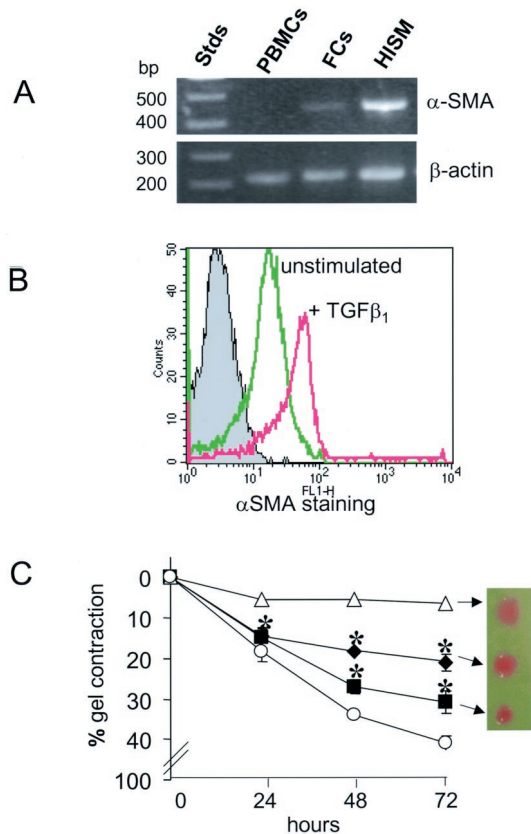 A
bp
Stds
PBMCs
FCs
HISM
500
400
α-SMA
300
200
β-actin
B
50
40
30
20
10
0
Counts
unstimulated
+ TGFβ₁
10⁰ 10¹ 10² 10³ 10⁴
FL1-H
αSMA staining
C
0
10
20
30
40
100
% gel contraction
* * *
* *
0 24 48 72
hours